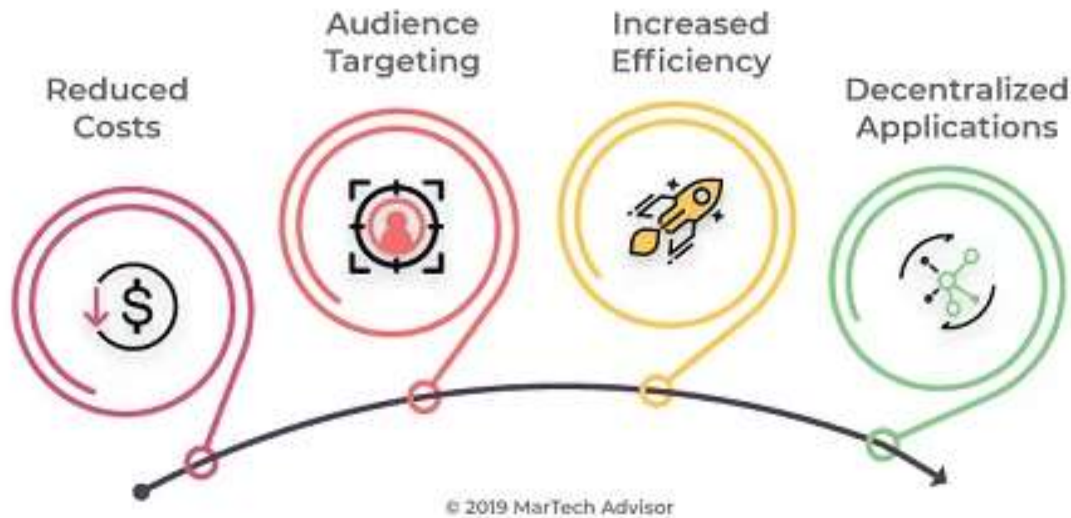 Reduced
Costs
Audience
Targeting
Increased
Efficiency
Decentralized
Applications
$
© 2019 MarTech Advisor